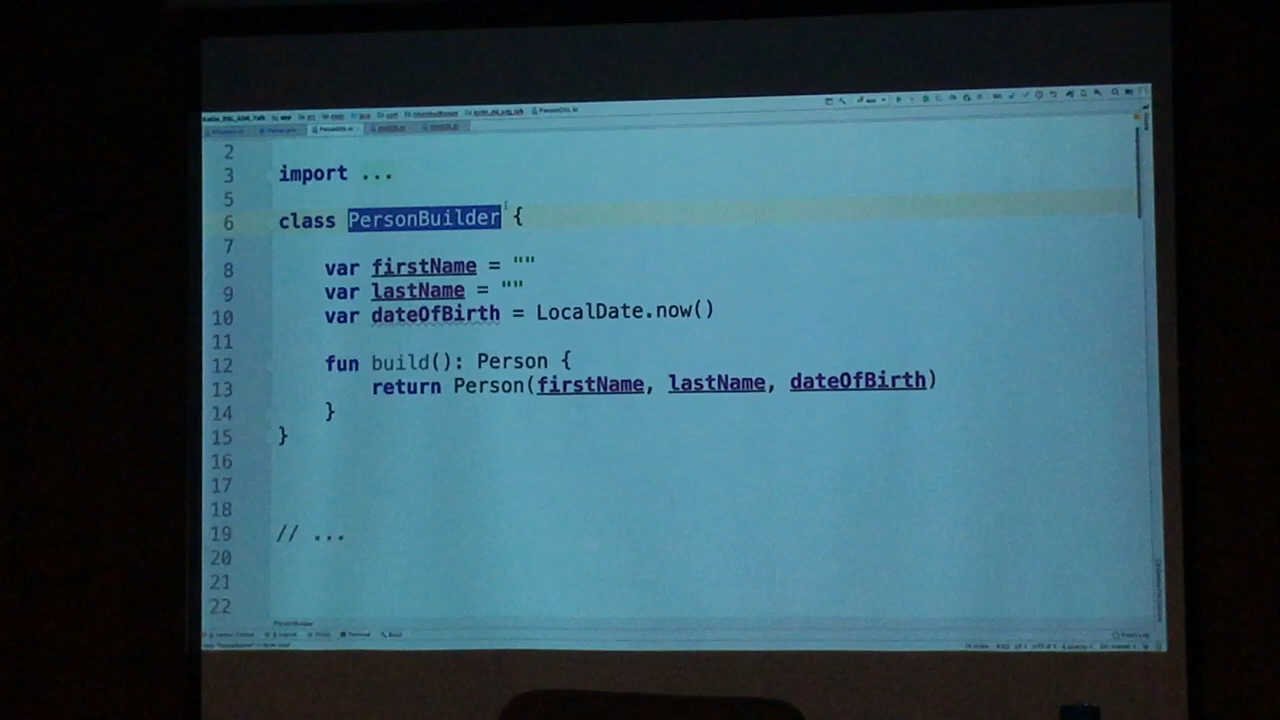 2
3 import ...
5
6 class PersonBuilder {
7
8 var firstName = ""
9 var lastName = ""
10 var dateOfBirth = LocalDate.now()
11
12 fun build(): Person {
13 return Person(firstName, lastName, dateOfBirth)
14 }
15 }
16
17
18
19 // ...
20
21
22
PersonBuilder